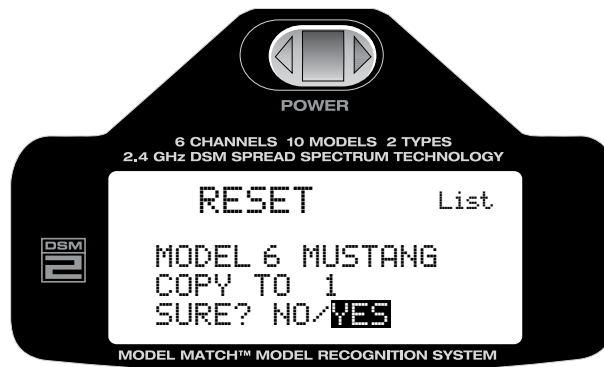 POWER
6 CHANNELS 10 MODELS 2 TYPES
2.4 GHz DSM SPREAD SPECTRUM TECHNOLOGY
RESET List
DSM
2
MODEL 6 MUSTANG
COPY TO 1
SURE? NO/YES
MODEL MATCH™ MODEL RECOGNITION SYSTEM